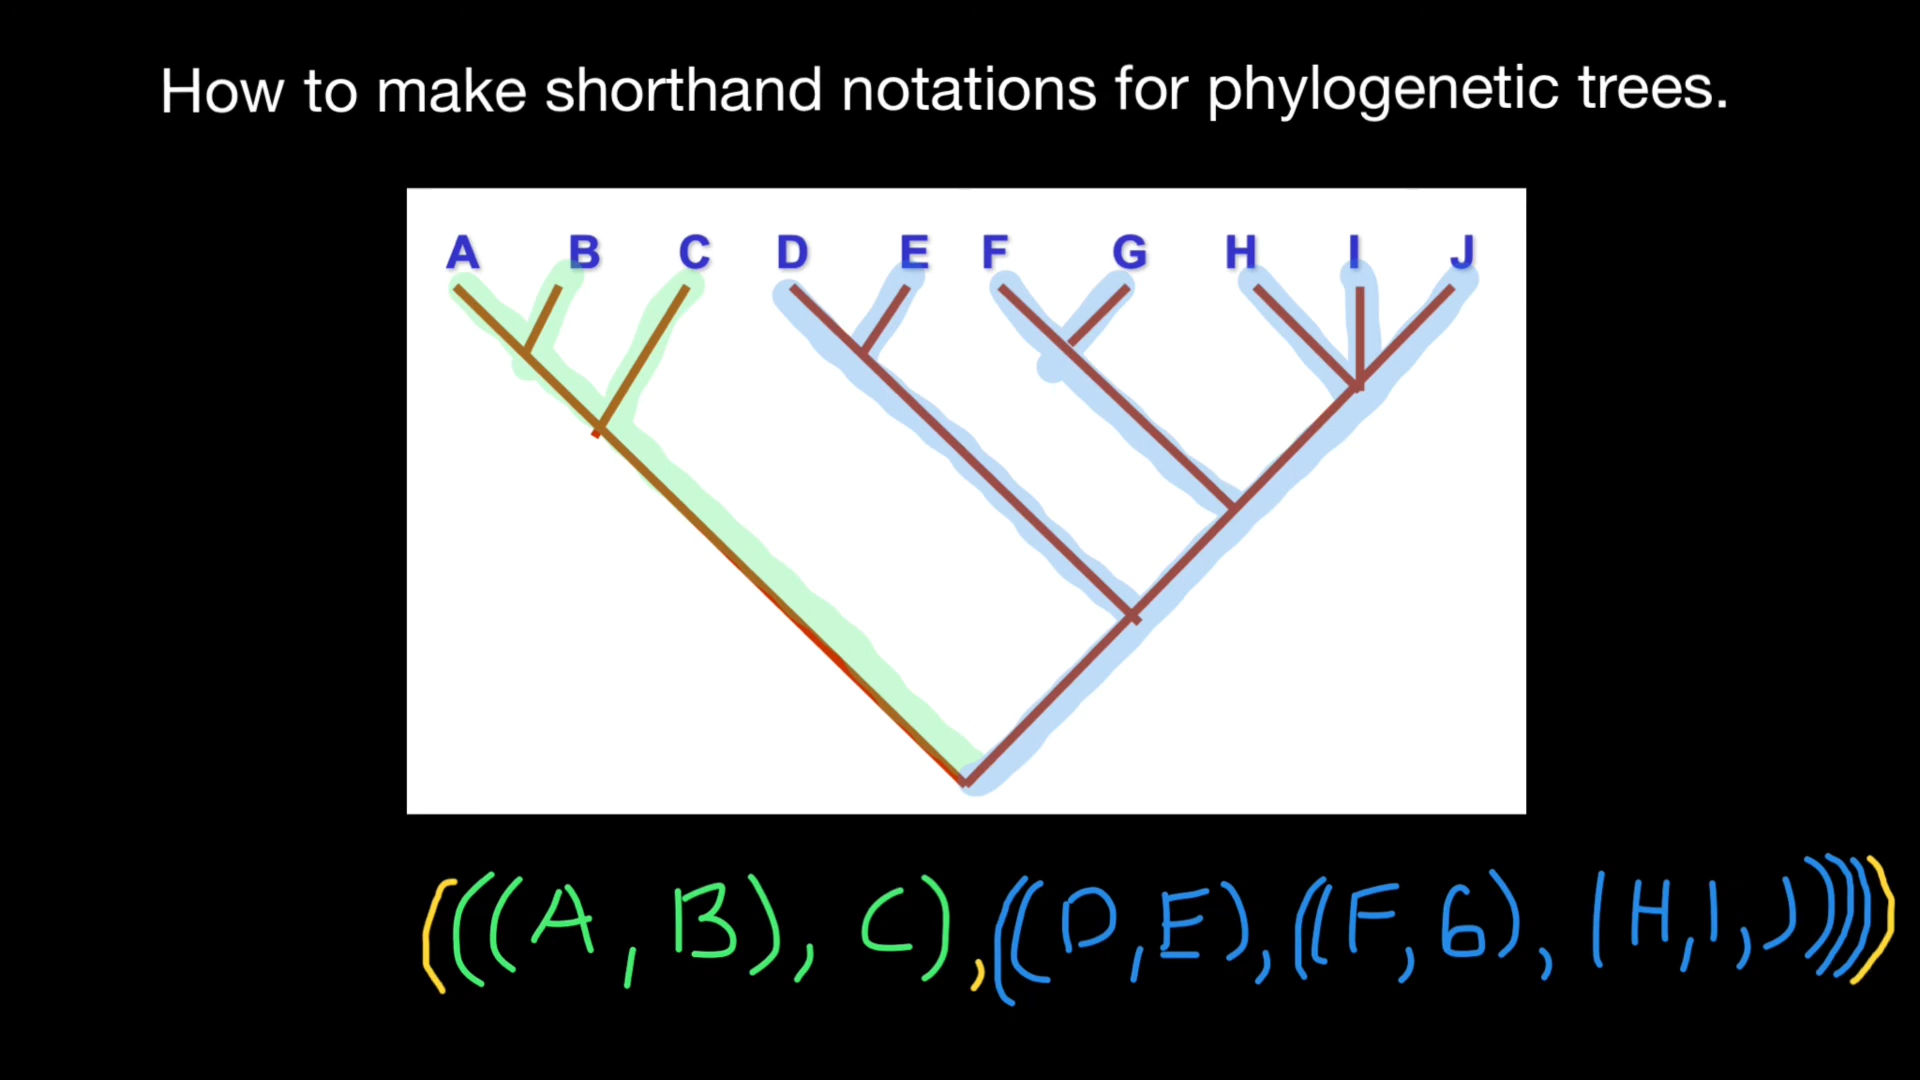 How to make shorthand notations for phylogenetic trees.
A B C D E F G H I J
(((A, B), C),((D,E),((F,G),(H,I,J))))